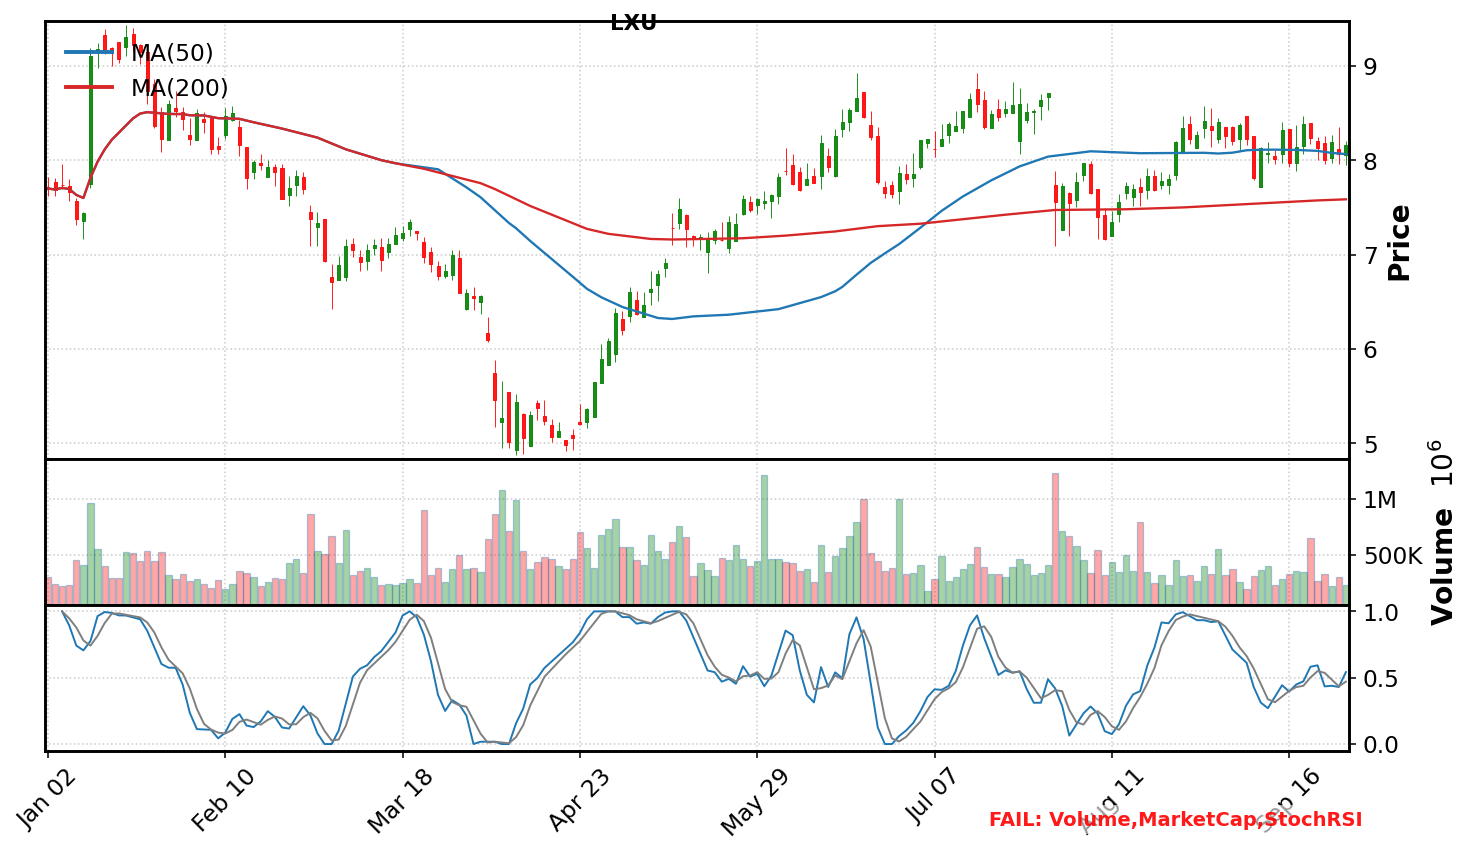 LXU
MA(50)
MA(200)
9
8
7
6
5
Price
1M
500K
Volume 10^6
1.0
0.5
0.0
Jan 02
Feb 10
Mar 18
Apr 23
May 29
Jul 07
Aug 11
Sep 16
FAIL: Volume,MarketCap,StochRSI